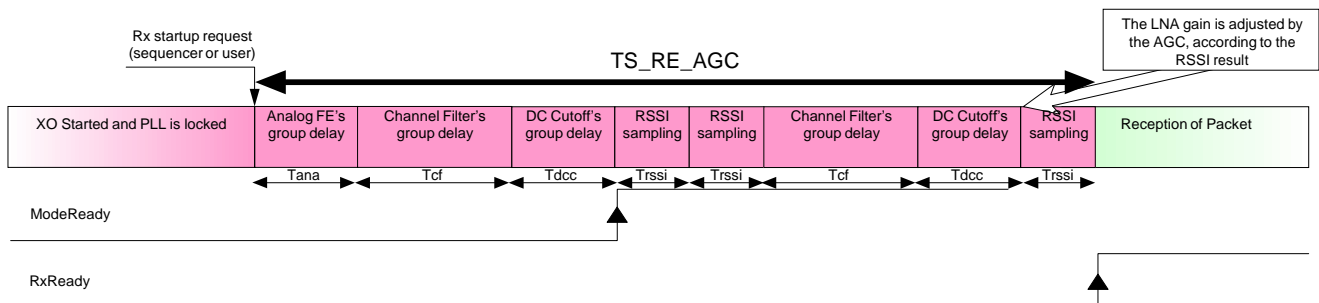 Rx startup request
(sequencer or user)
TS_RE_AGC
The LNA gain is adjusted by
the AGC, according to the
RSSI result
XO Started and PLL is locked
Analog FE's
group delay
Channel Filter's
group delay
DC Cutoff's
group delay
RSSI
sampling
RSSI
sampling
Channel Filter's
group delay
DC Cutoff's
group delay
RSSI
sampling
Reception of Packet
Tana
Tcf
Tdcc
Trssi
Trssi
Tcf
Tdcc
Trssi
ModeReady
RxReady